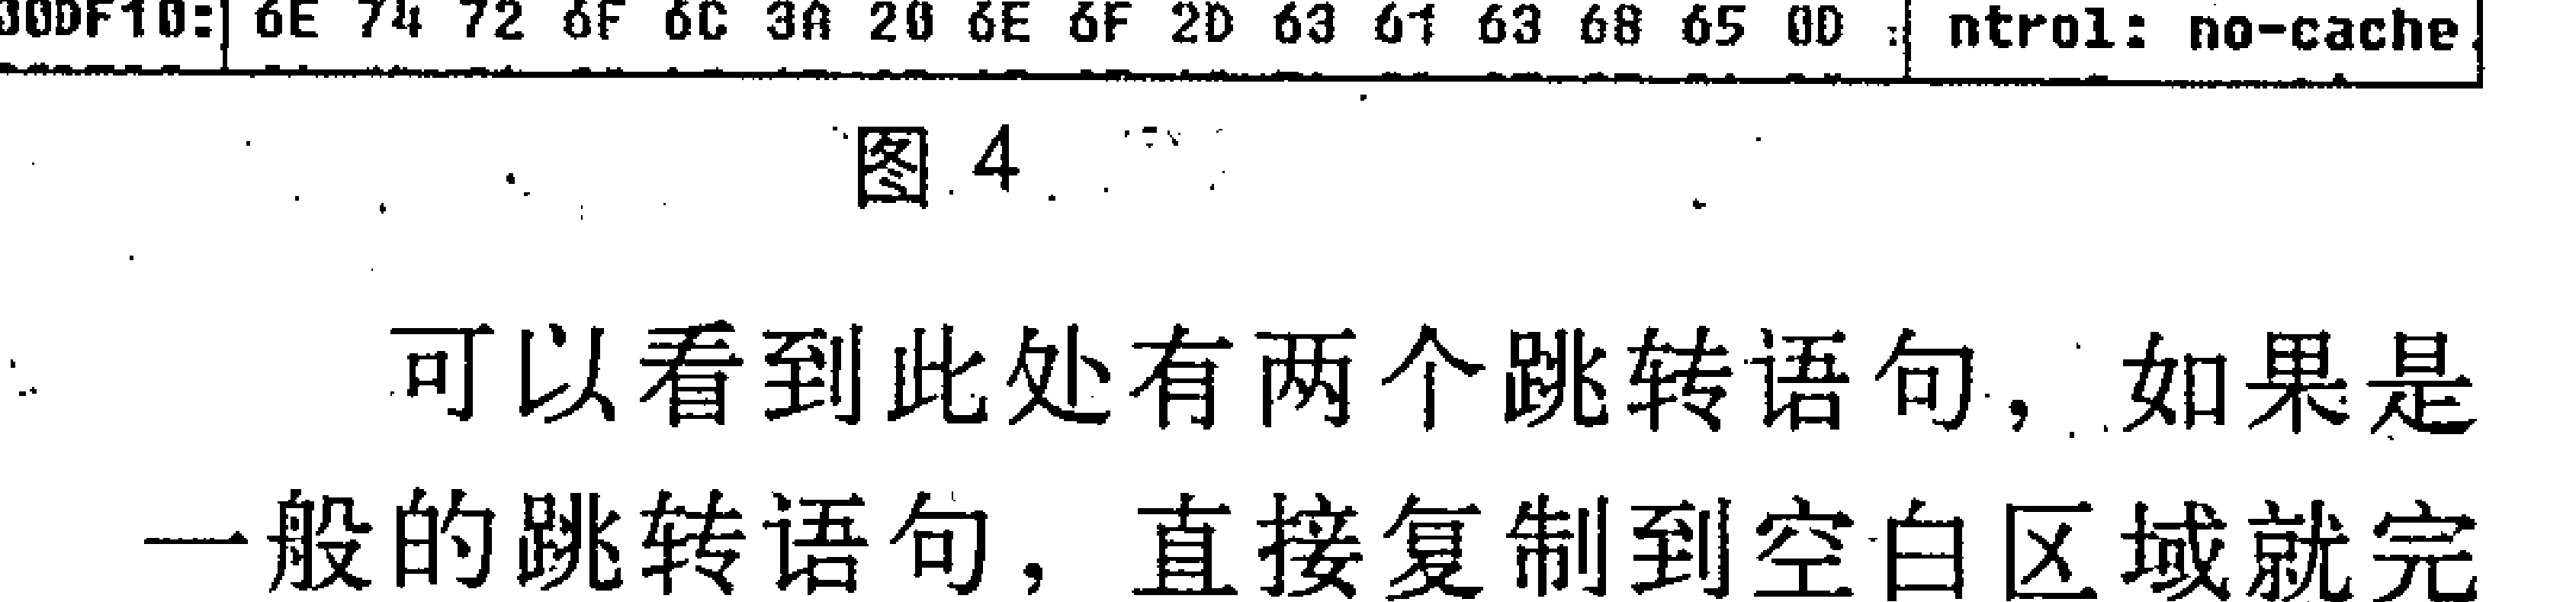 00DF10: 6E 74 72 6F 6C 3A 20 6E 6F 2D 63 61 63 68 65 0D ntrol: no-cache.
图 4
可以看到此处有两个跳转语句，如果是
一般的跳转语句，直接复制到空白区域就完